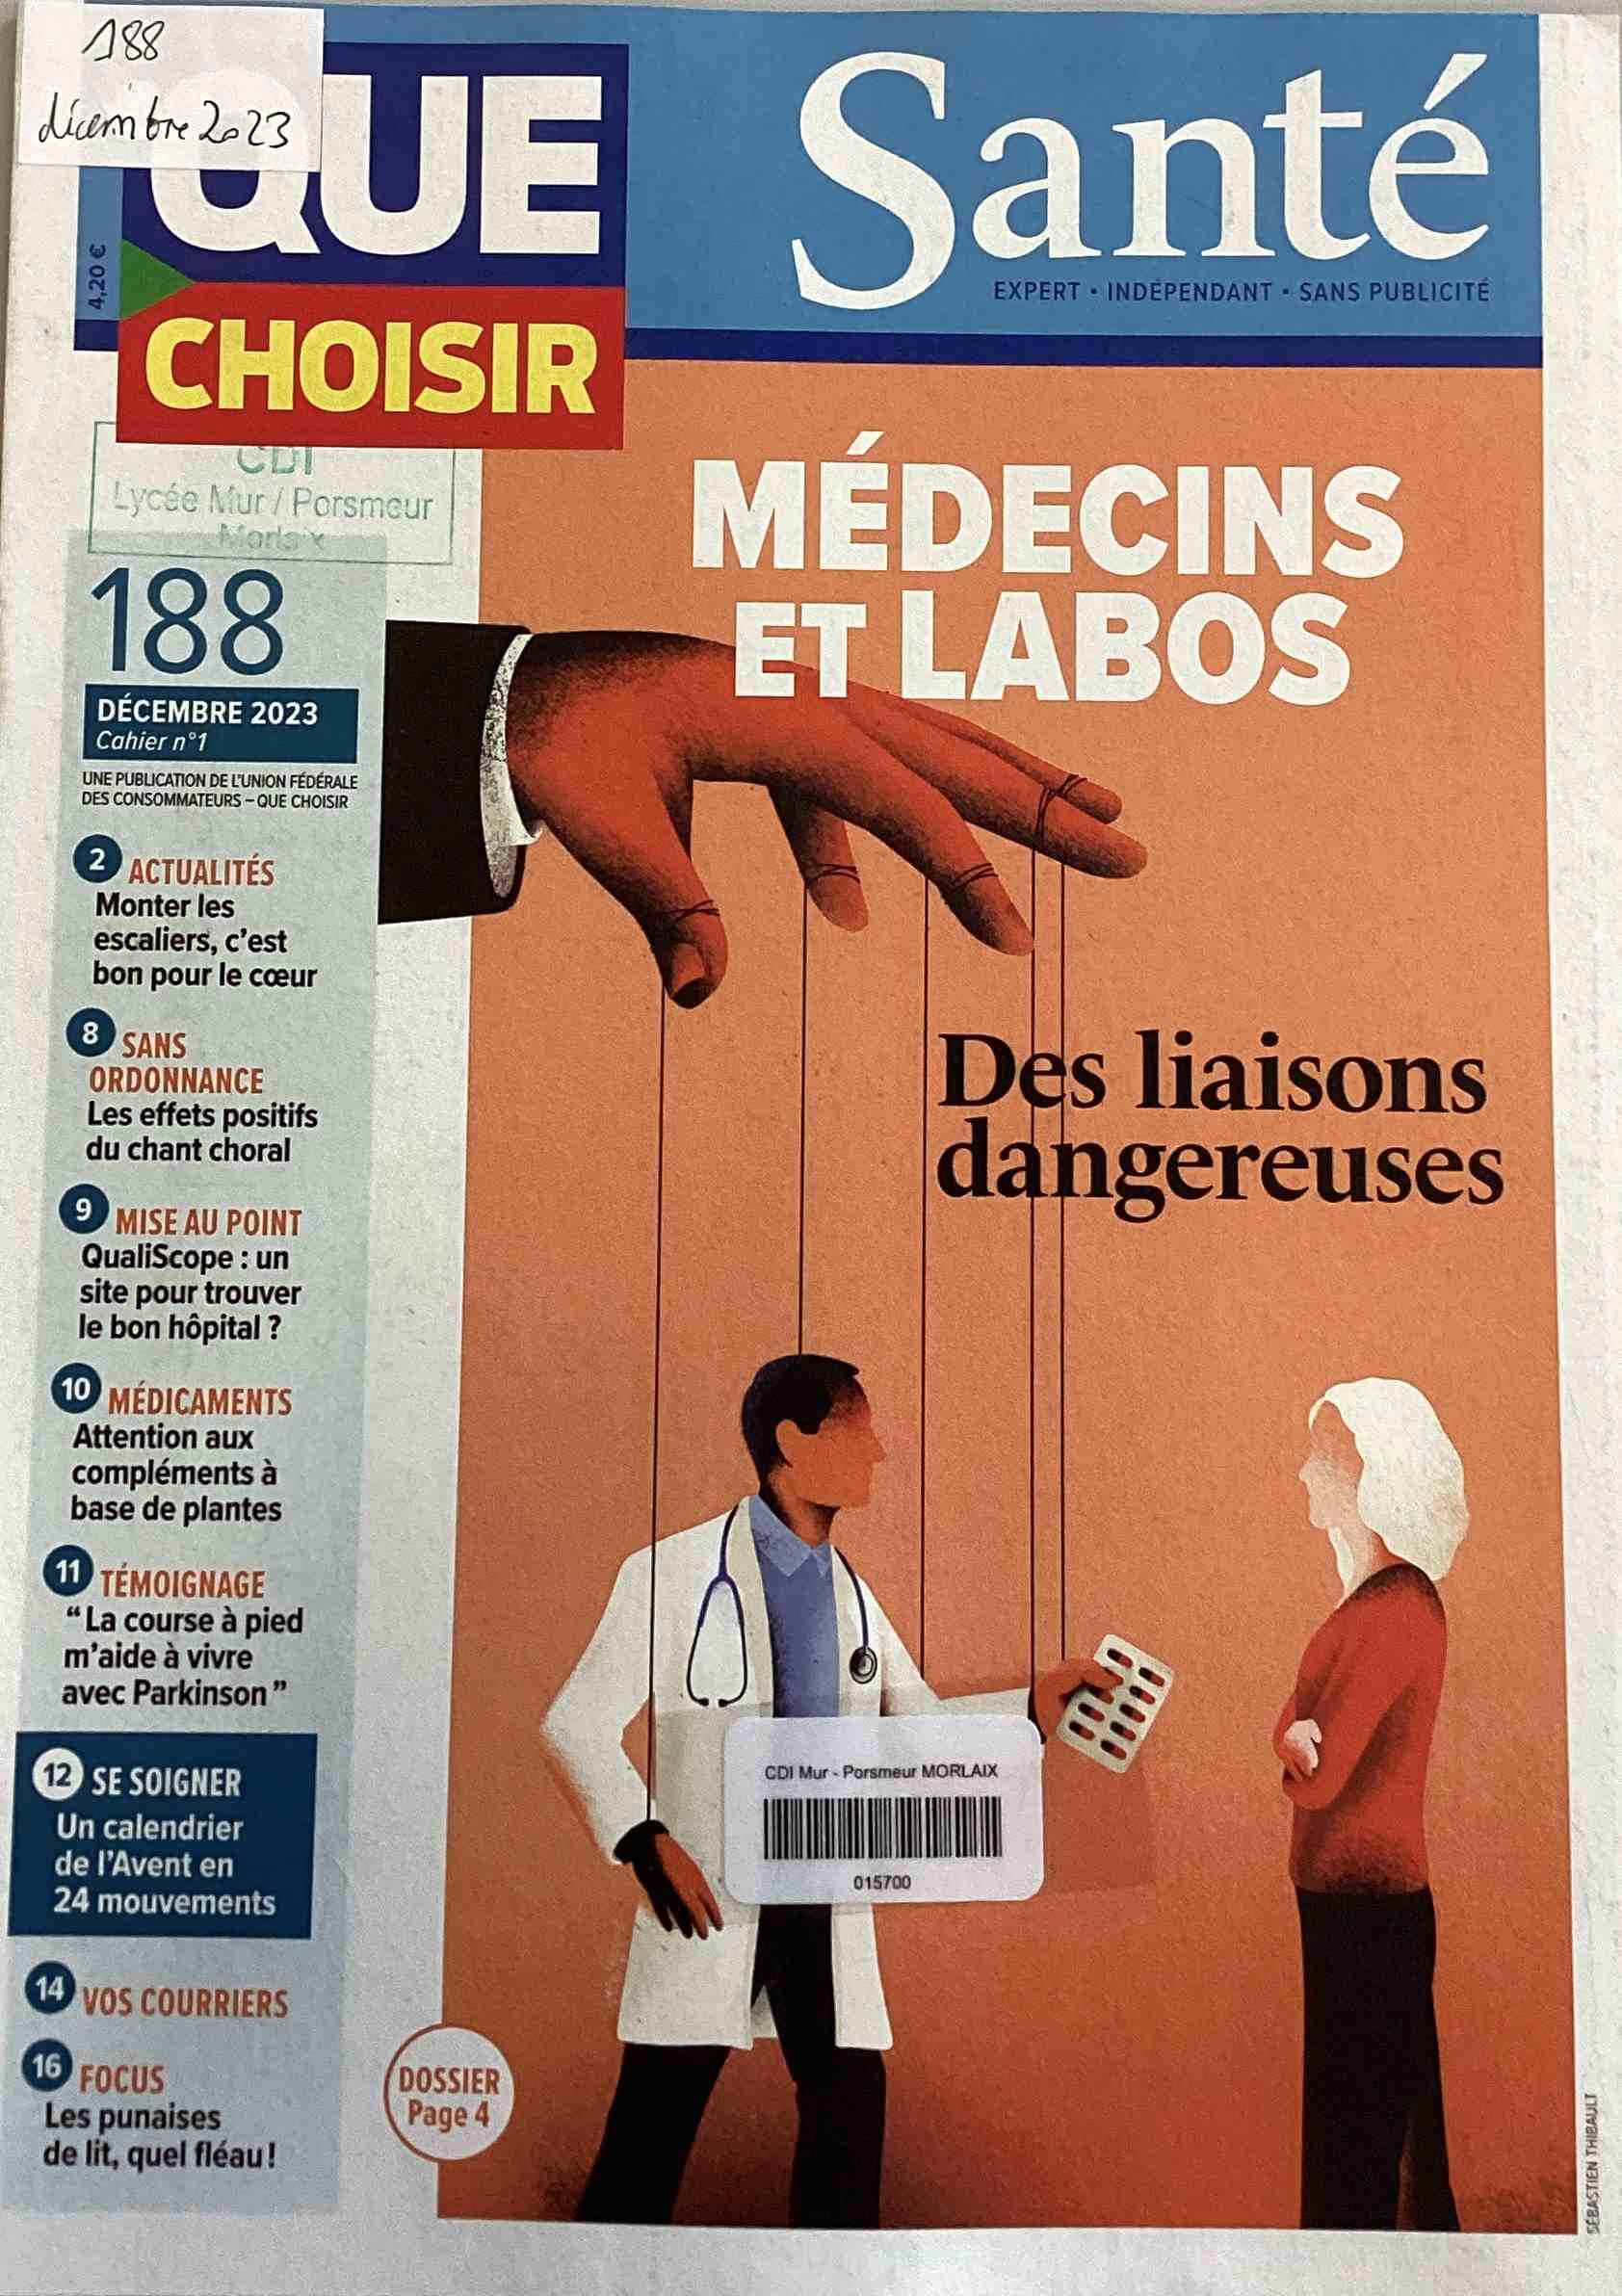 188
décembre 2023
QUE
CHOISIR
4,20 €
Santé
EXPERT • INDÉPENDANT • SANS PUBLICITÉ
CDI
Lycée Mur / Porsmeur
Morlaix
188
DÉCEMBRE 2023
Cahier n°1
UNE PUBLICATION DE L'UNION FÉDÉRALE
DES CONSOMMATEURS – QUE CHOISIR
2 ACTUALITÉS
Monter les
escaliers, c'est
bon pour le cœur
8 SANS
ORDONNANCE
Les effets positifs
du chant choral
9 MISE AU POINT
QualiScope : un
site pour trouver
le bon hôpital ?
10 MÉDICAMENTS
Attention aux
compléments à
base de plantes
11 TÉMOIGNAGE
“ La course à pied
m'aide à vivre
avec Parkinson ”
12 SE SOIGNER
Un calendrier
de l'Avent en
24 mouvements
14 VOS COURRIERS
16 FOCUS
Les punaises
de lit, quel fléau !
MÉDECINS
ET LABOS
Des liaisons
dangereuses
CDI Mur - Porsmeur MORLAIX
015700
DOSSIER
Page 4
SÉBASTIEN THIBAULT